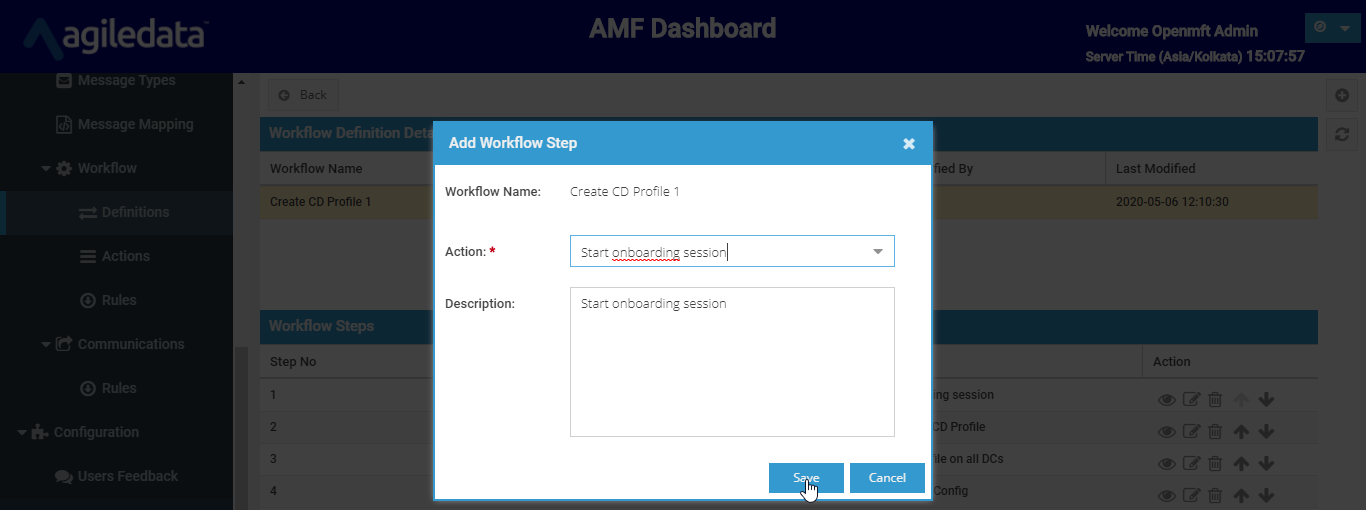 agiledata
AMF Dashboard
Welcome Openmft Admin
Server Time (Asia/Kolkata) 15:07:57
Message Types
Message Mapping
Workflow
Definitions
Actions
Rules
Communications
Rules
Configuration
Users Feedback
Back
Workflow Definition Deta
Workflow Name
fied By
Last Modified
Create CD Profile 1
2020-05-06 12:10:30
Add Workflow Step
Workflow Name: Create CD Profile 1
Action: * Start onboarding session
Description: Start onboarding session
Save
Cancel
Workflow Steps
Step No
Action
1
ing session
2
CD Profile
3
ile on all DCs
4
Config